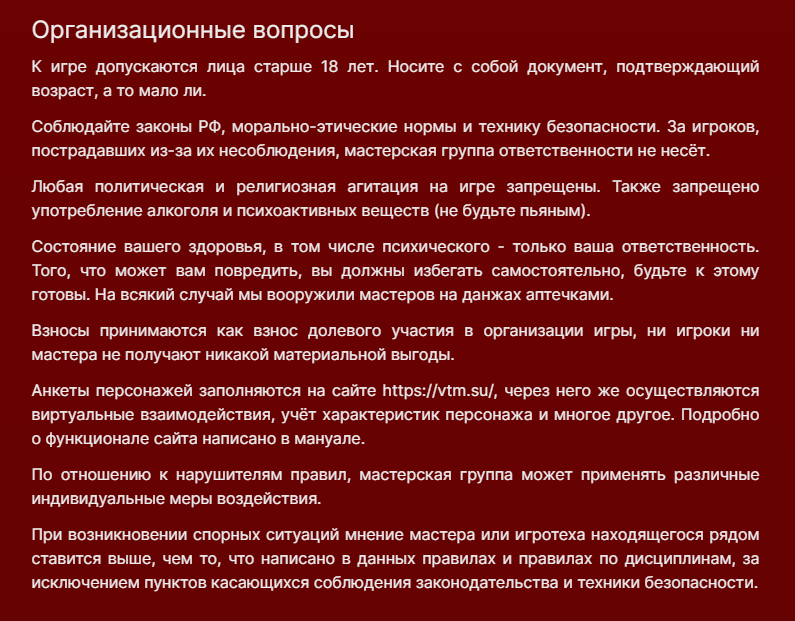 Организационные вопросы
К игре допускаются лица старше 18 лет. Носите с собой документ, подтверждающий
возраст, а то мало ли.
Соблюдайте законы РФ, морально-этические нормы и технику безопасности. За игроков,
пострадавших из-за их несоблюдения, мастерская группа ответственности не несёт.
Любая политическая и религиозная агитация на игре запрещены. Также запрещено
употребление алкоголя и психоактивных веществ (не будьте пьяным).
Состояние вашего здоровья, в том числе психического - только ваша ответственность.
Того, что может вам повредить, вы должны избегать самостоятельно, будьте к этому
готовы. На всякий случай мы вооружили мастеров на данжах аптечками.
Взносы принимаются как взнос долевого участия в организации игры, ни игроки ни
мастера не получают никакой материальной выгоды.
Анкеты персонажей заполняются на сайте https://vtm.su/, через него же осуществляются
виртуальные взаимодействия, учёт характеристик персонажа и многое другое. Подробно
о функционале сайта написано в мануале.
По отношению к нарушителям правил, мастерская группа может применять различные
индивидуальные меры воздействия.
При возникновении спорных ситуаций мнение мастера или игротеха находящегося рядом
ставится выше, чем то, что написано в данных правилах и правилах по дисциплинам, за
исключением пунктов касающихся соблюдения законодательства и техники безопасности.